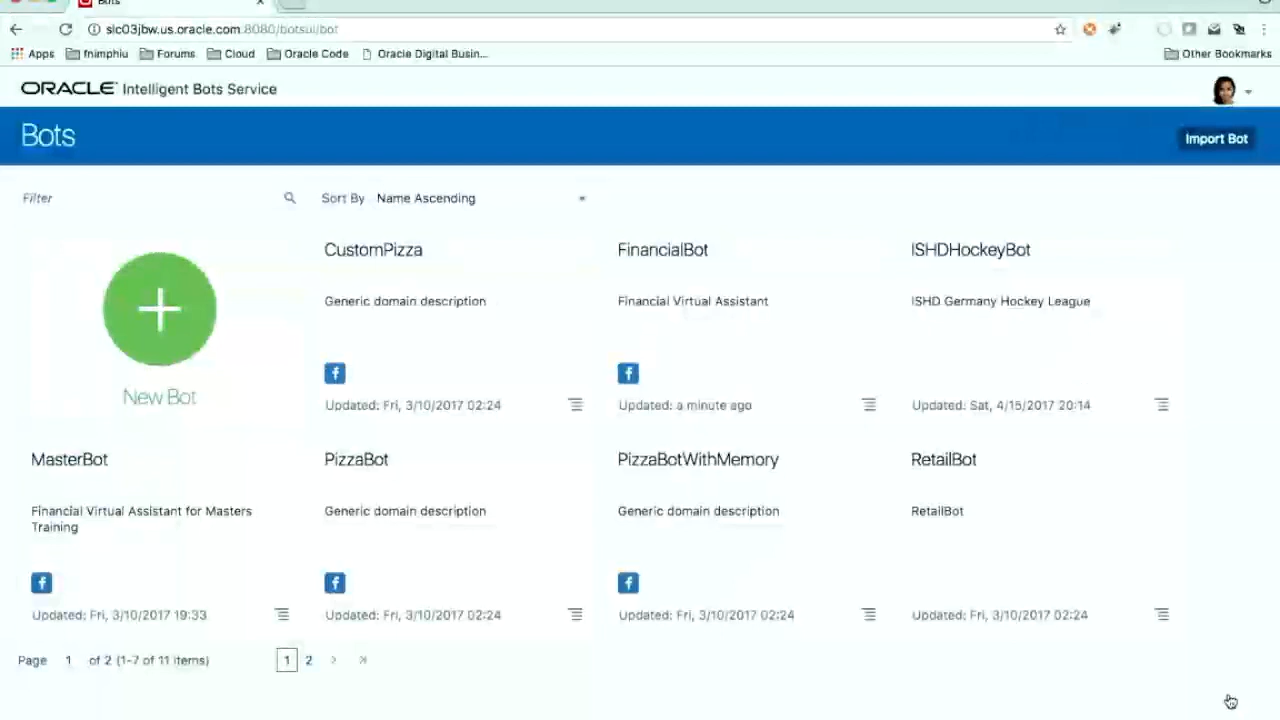 Bots
slc03jbw.us.oracle.com:8080/botsui/bot
Apps fnimphiu Forums Cloud Oracle Code Oracle Digital Busin... Other Bookmarks
ORACLE Intelligent Bots Service
Bots
Import Bot
Filter
Sort By Name Ascending
New Bot
CustomPizza
Generic domain description
Updated: Fri, 3/10/2017 02:24
FinancialBot
Financial Virtual Assistant
Updated: a minute ago
ISHDHockeyBot
ISHD Germany Hockey League
Updated: Sat, 4/15/2017 20:14
MasterBot
Financial Virtual Assistant for Masters
Training
Updated: Fri, 3/10/2017 19:33
PizzaBot
Generic domain description
Updated: Fri, 3/10/2017 02:24
PizzaBotWithMemory
Generic domain description
Updated: Fri, 3/10/2017 02:24
RetailBot
RetailBot
Updated: Fri, 3/10/2017 02:24
Page 1 of 2 (1-7 of 11 items) 1 2